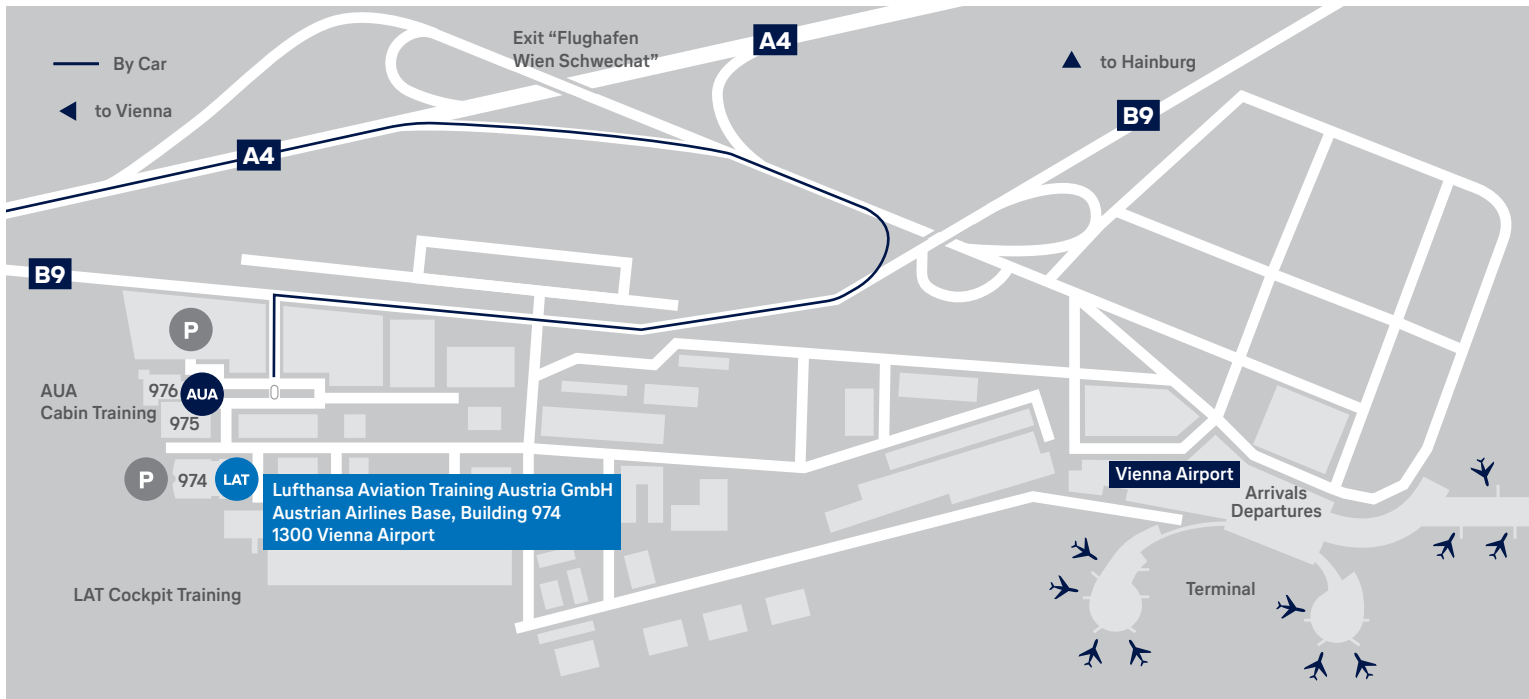 Exit “Flughafen
Wien Schwechat”
A4
By Car
to Hainburg
to Vienna
B9
A4
B9
P
AUA
Cabin Training
976
AUA
975
P
974
LAT
Lufthansa Aviation Training Austria GmbH
Austrian Airlines Base, Building 974
1300 Vienna Airport
Vienna Airport
Arrivals
Departures
Terminal
LAT Cockpit Training